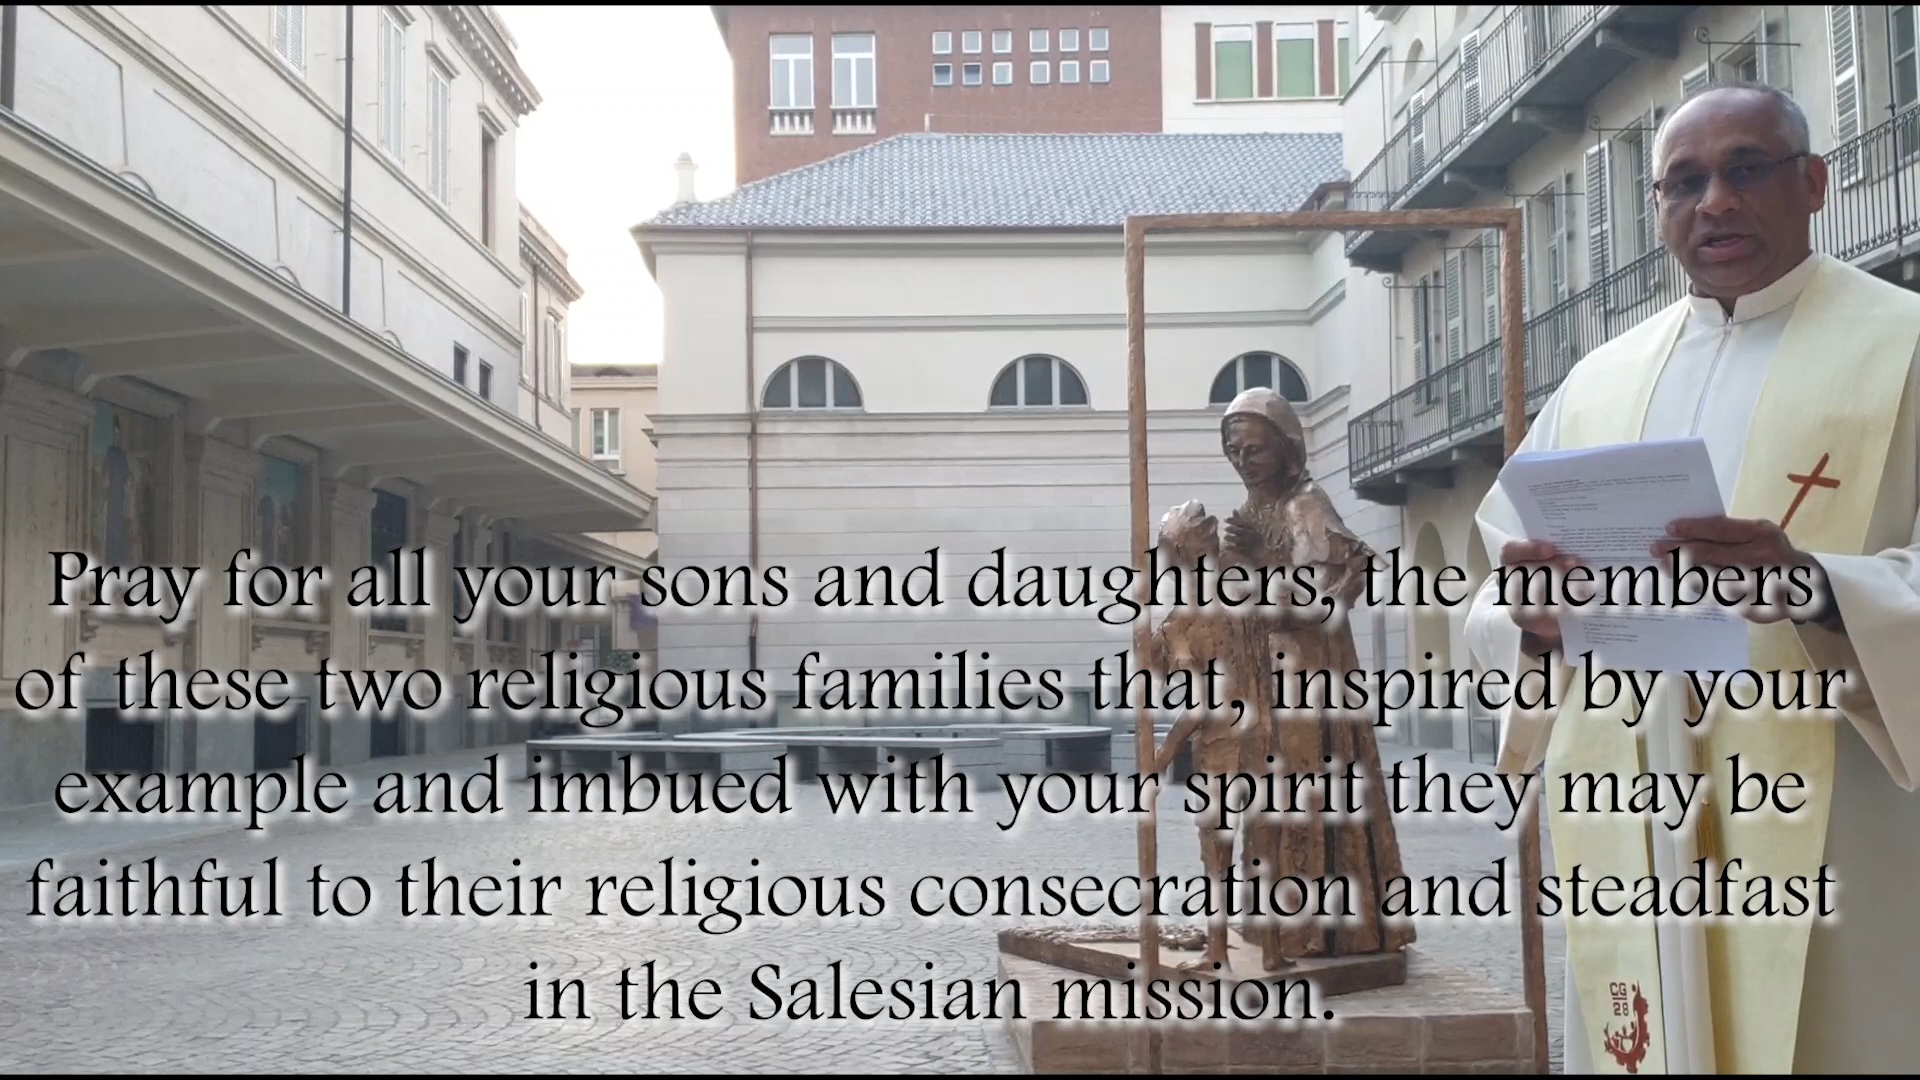 Pray for all your sons and daughters, the members
of these two religious families that, inspired by your
example and imbued with your spirit they may be
faithful to their religious consecration and steadfast
in the Salesian mission.
CG
28